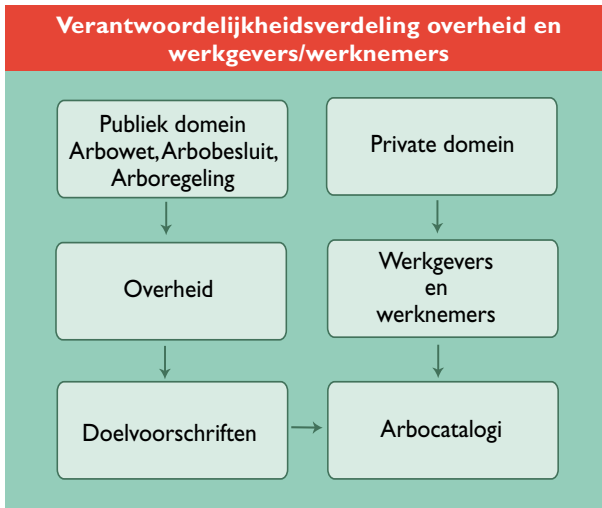 Verantwoordelijkheidsverdeling overheid en
werkgevers/werknemers
Publiek domein
Arbowet, Arbobesluit,
Arboregeling
Private domein
Overheid
Werkgevers
en
werknemers
Doelvoorschriften
Arbocatalogi